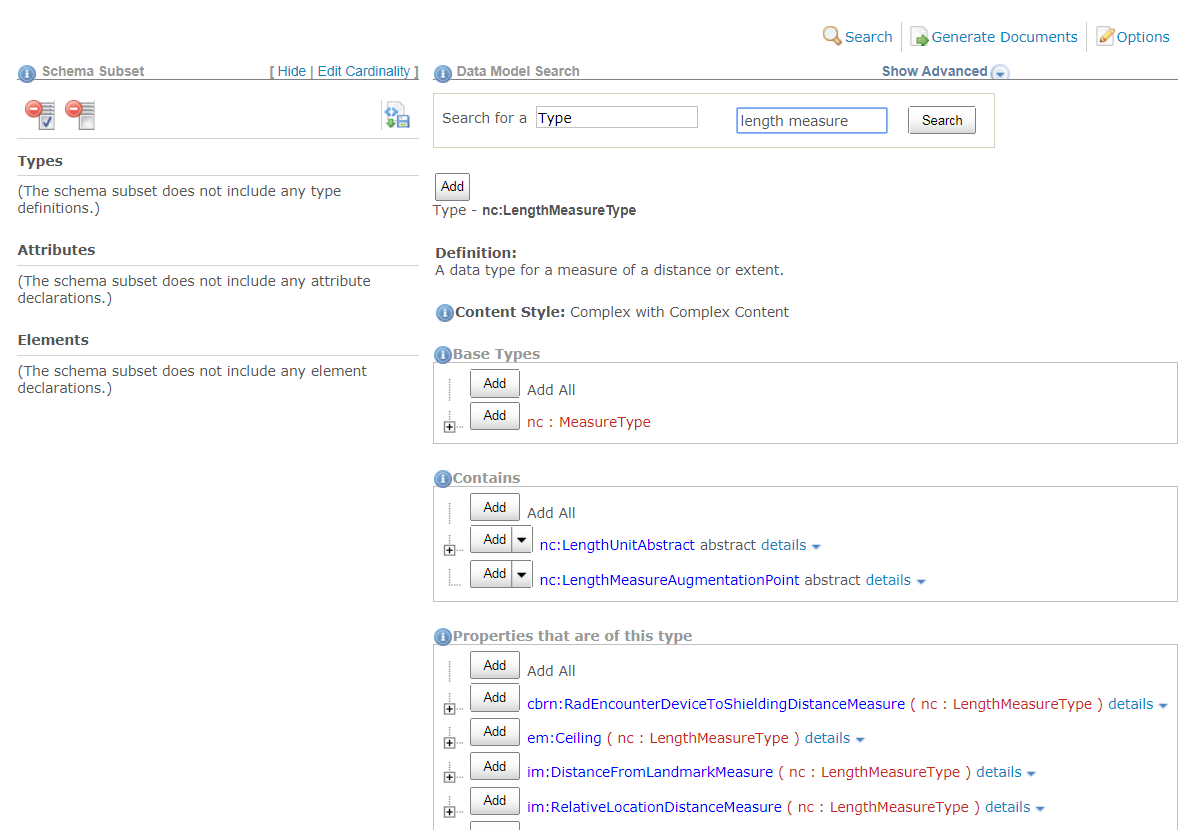 Search
Generate Documents
Options
Schema Subset
[ Hide | Edit Cardinality ]
Data Model Search
Show Advanced
Search for a Type length measure Search
Types
(The schema subset does not include any type
definitions.)
Attributes
(The schema subset does not include any attribute
declarations.)
Elements
(The schema subset does not include any element
declarations.)
Add
Type - nc:LengthMeasureType
Definition:
A data type for a measure of a distance or extent.
Content Style: Complex with Complex Content
Base Types
Add Add All
Add nc : MeasureType
Contains
Add Add All
Add nc:LengthUnitAbstract abstract details
Add nc:LengthMeasureAugmentationPoint abstract details
Properties that are of this type
Add Add All
Add cbrn:RadEncounterDeviceToShieldingDistanceMeasure ( nc : LengthMeasureType ) details
Add em:Ceiling ( nc : LengthMeasureType ) details
Add im:DistanceFromLandmarkMeasure ( nc : LengthMeasureType ) details
Add im:RelativeLocationDistanceMeasure ( nc : LengthMeasureType ) details